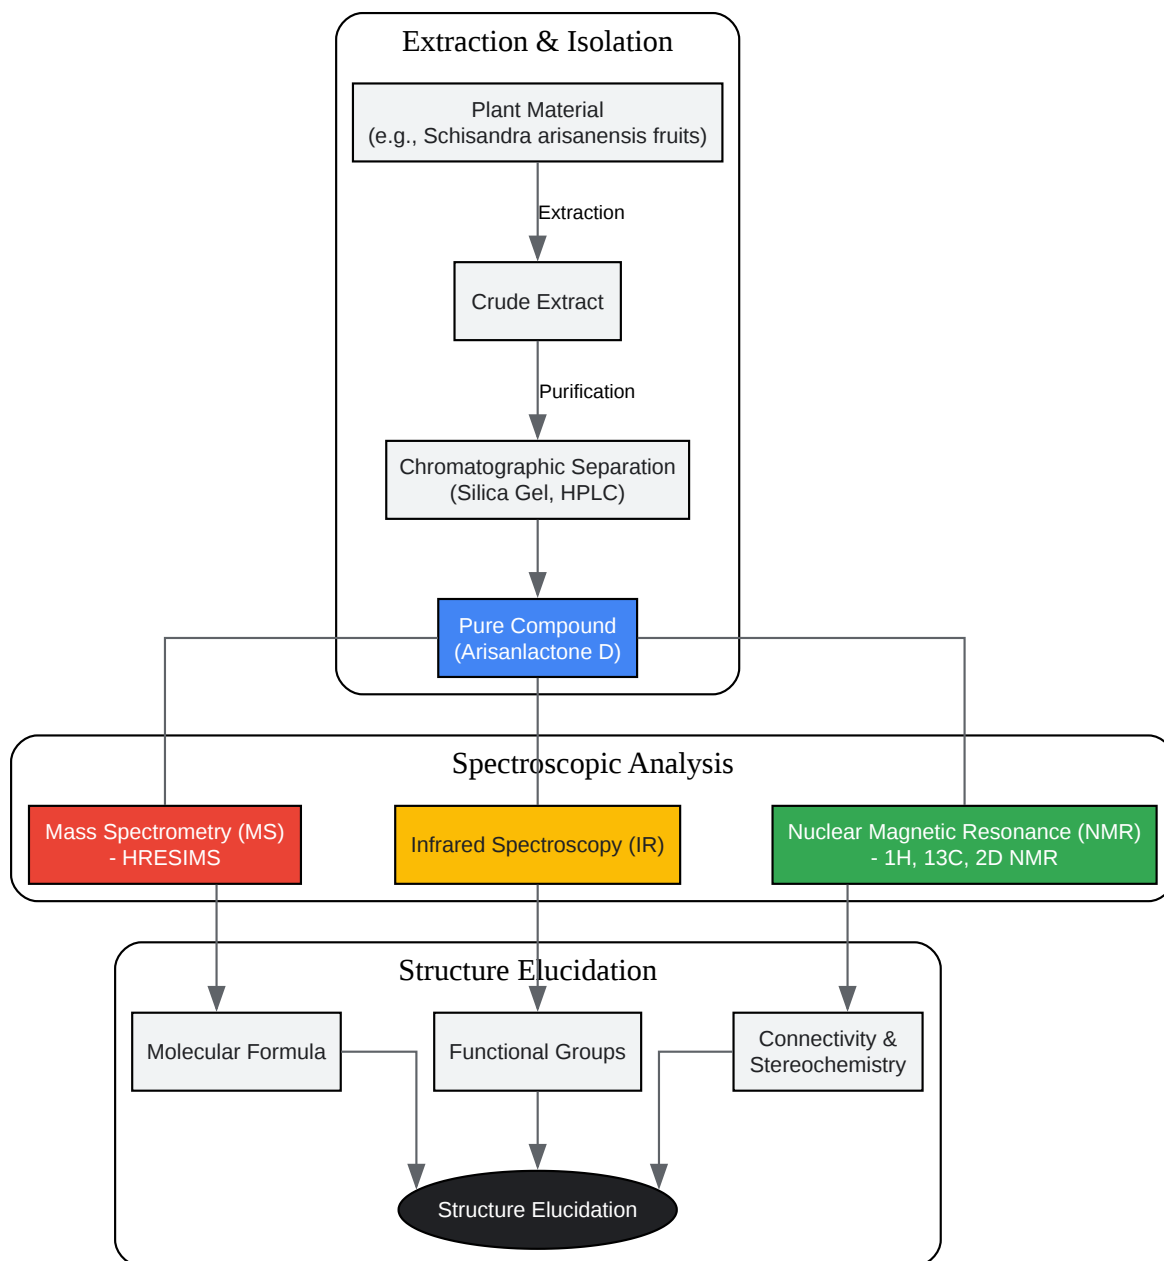 Extraction & Isolation
Plant Material
(e.g., Schisandra arisanensis fruits)
Extraction
Crude Extract
Purification
Chromatographic Separation
(Silica Gel, HPLC)
Pure Compound
(Arisanlactone D)
Spectroscopic Analysis
Mass Spectrometry (MS)
- HRESIMS
Infrared Spectroscopy (IR)
Nuclear Magnetic Resonance (NMR)
- 1H, 13C, 2D NMR
Structure Elucidation
Molecular Formula
Functional Groups
Connectivity &
Stereochemistry
Structure Elucidation